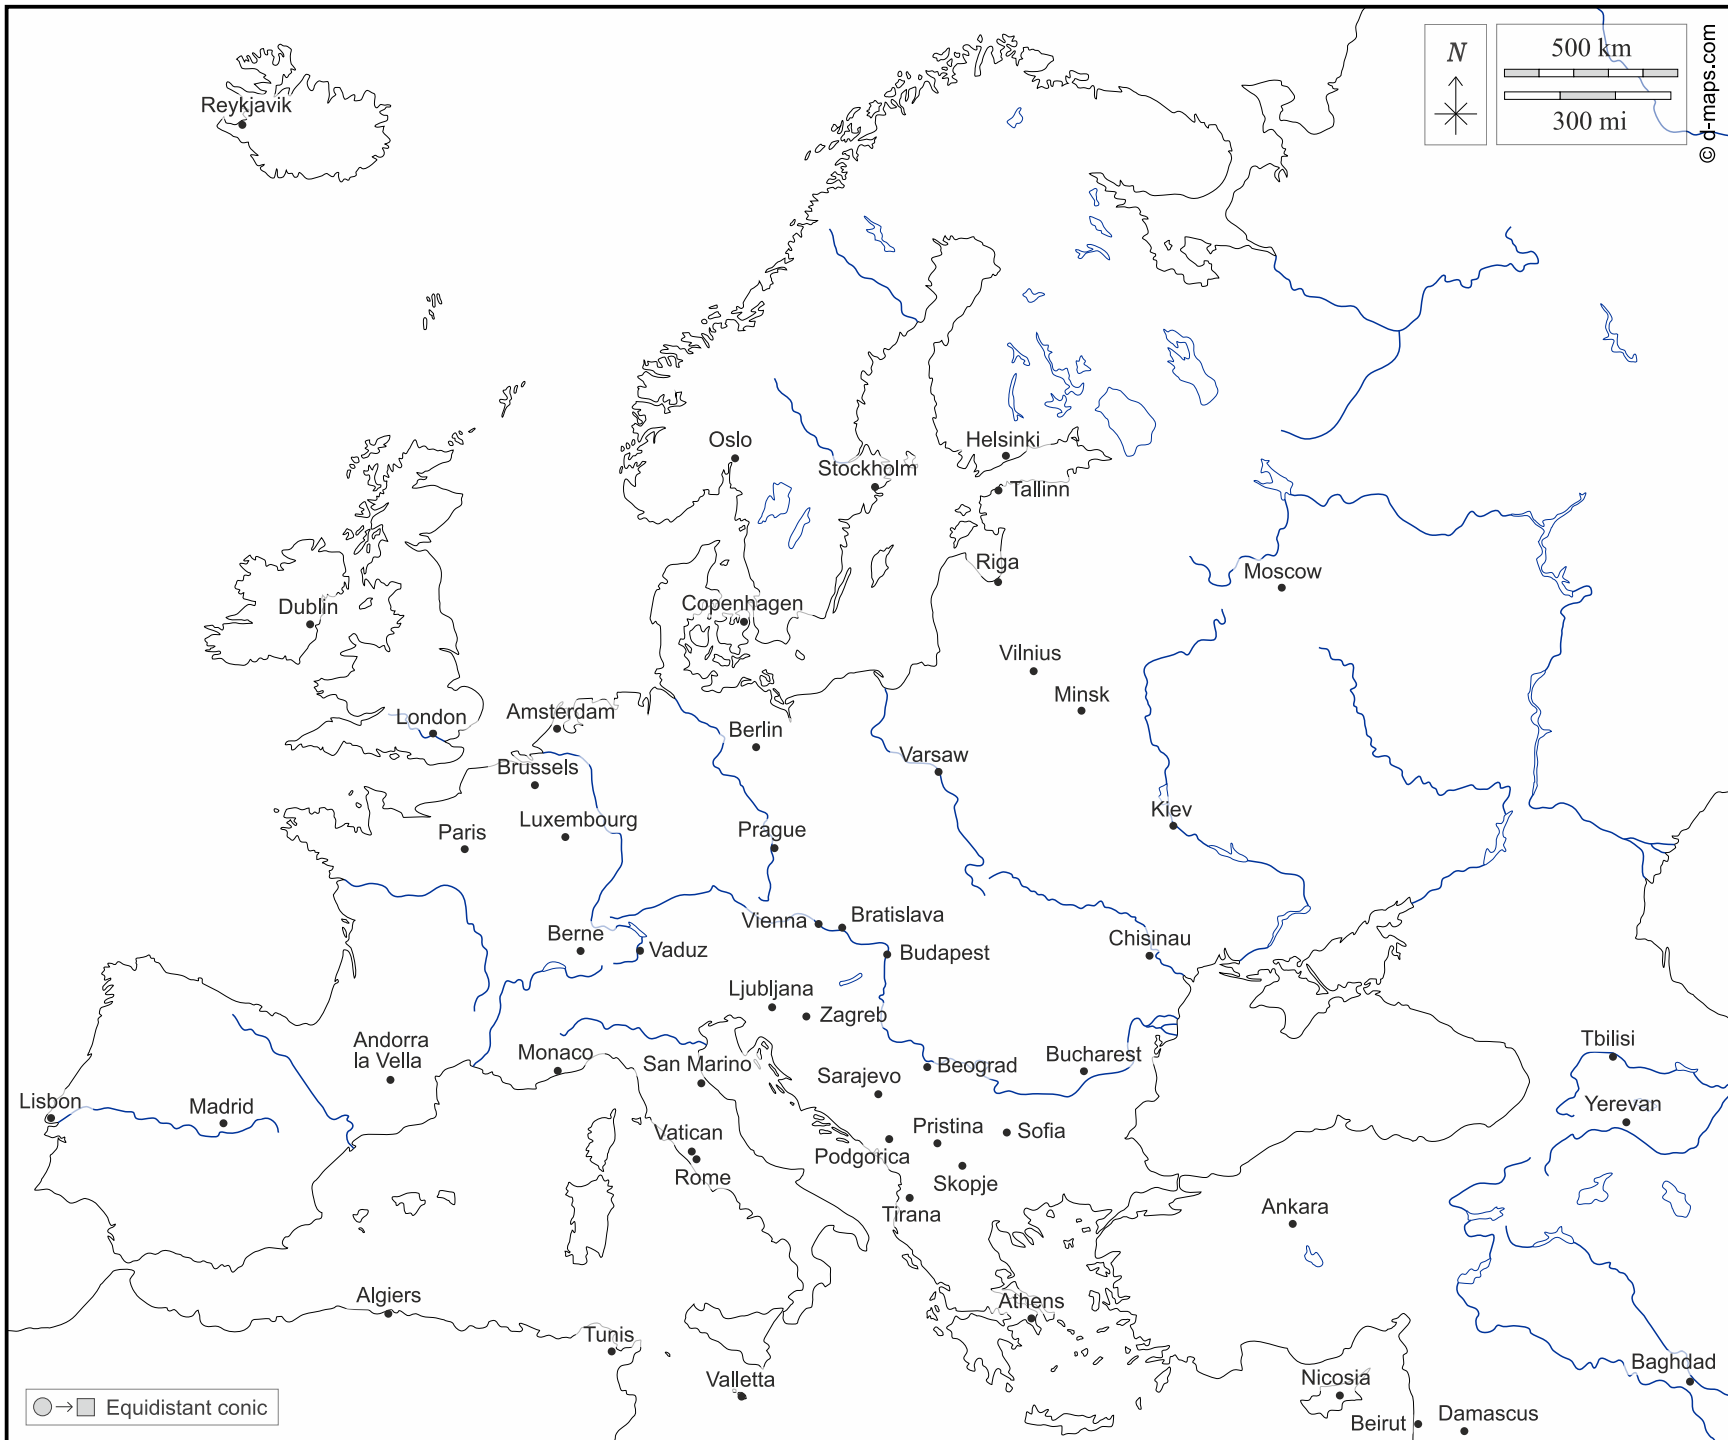 N
500 km
300 mi
© d-maps.com
Reykjavik
Oslo
Helsinki
Stockholm
Tallinn
Riga
Moscow
Copenhagen
Dublin
Vilnius
Minsk
London
Amsterdam
Berlin
Varsaw
Brussels
Kiev
Luxembourg
Paris
Prague
Vienna
Bratislava
Berne
Vaduz
Budapest
Chisinau
Ljubljana
Zagreb
Andorra
la Vella
Monaco
San Marino
Beograd
Bucharest
Tbilisi
Sarajevo
Lisbon
Madrid
Yerevan
Vatican
Pristina
Sofia
Podgorica
Rome
Skopje
Tirana
Ankara
Algiers
Athens
Tunis
Valletta
Nicosia
Baghdad
Beirut
Damascus
Equidistant conic